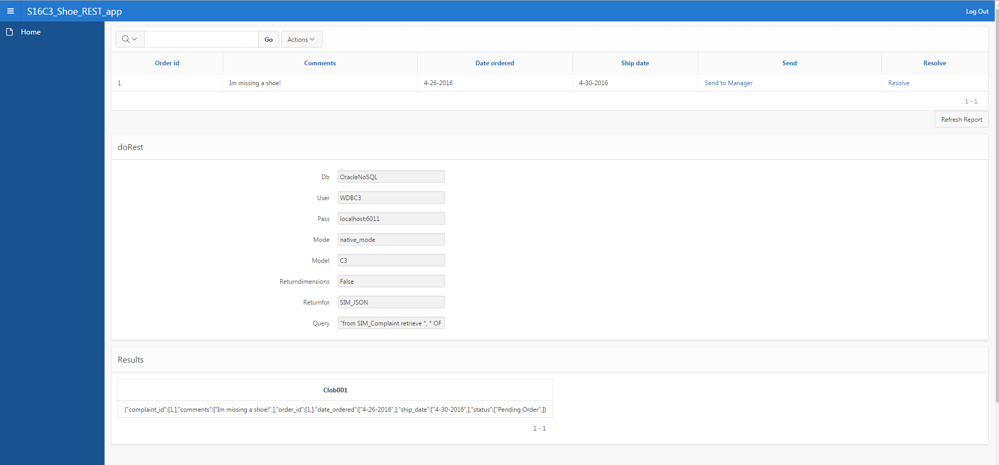 S16C3_Shoe_REST_app
Log Out
Home
Go
Actions
Order id Comments Date ordered Ship date Send Resolve
1 Im missing a shoe! 4-26-2016 4-30-2016 Send to Manager Resolve
1 - 1
Refresh Report
doRest
Db OracleNoSQL
User WDBC3
Pass localhost:6011
Mode native_mode
Model C3
Returndimensions False
Returnfor SIM_JSON
Query "from SIM_Complaint retrieve *, * OF
Results
Clob001
{"complaint_id":[1,],"comments":["Im missing a shoe!",],"order_id":[1,],"date_ordered":["4-26-2016",],"ship_date":["4-30-2016",],"status":["Pending Order",]}
1 - 1